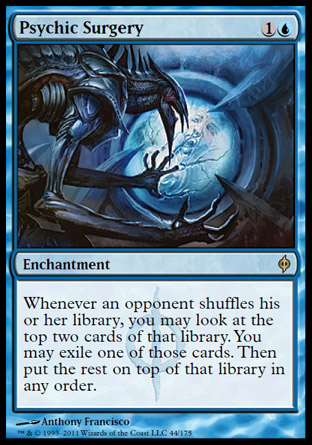 Psychic Surgery 1
Enchantment
Whenever an opponent shuffles his
or her library, you may look at the
top two cards of that library. You
may exile one of those cards. Then
put the rest on top of that library in
any order.
Anthony Francisco
™ & © 1993–2011 Wizards of the Coast LLC 44/175